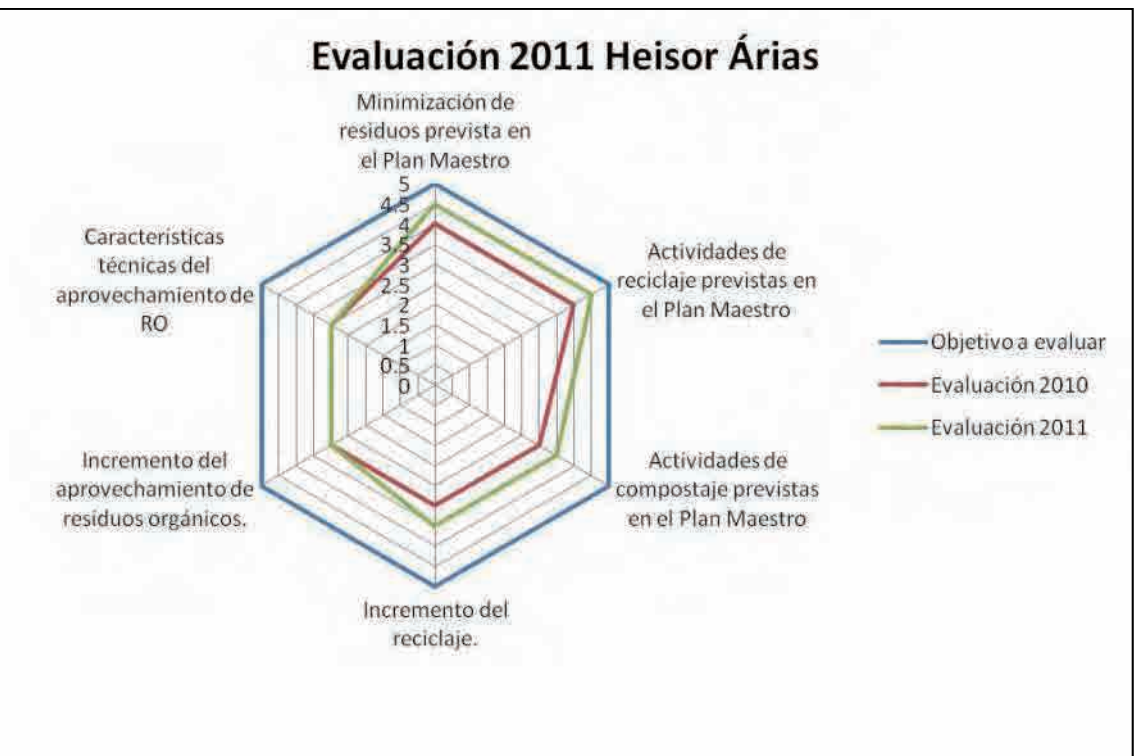 Evaluación 2011 Heisor Árias
Minimización de
residuos prevista en
el Plan Maestro
5
4.5
4
3.5
3
2.5
2
1.5
1
0.5
0
Actividades de
reciclaje previstas en
el Plan Maestro
Actividades de
compostaje previstas
en el Plan Maestro
Incremento del
reciclaje.
Incremento del
aprovechamiento de
residuos orgánicos.
Características
técnicas del
aprovechamiento de
RO
Objetivo a evaluar
Evaluación 2010
Evaluación 2011